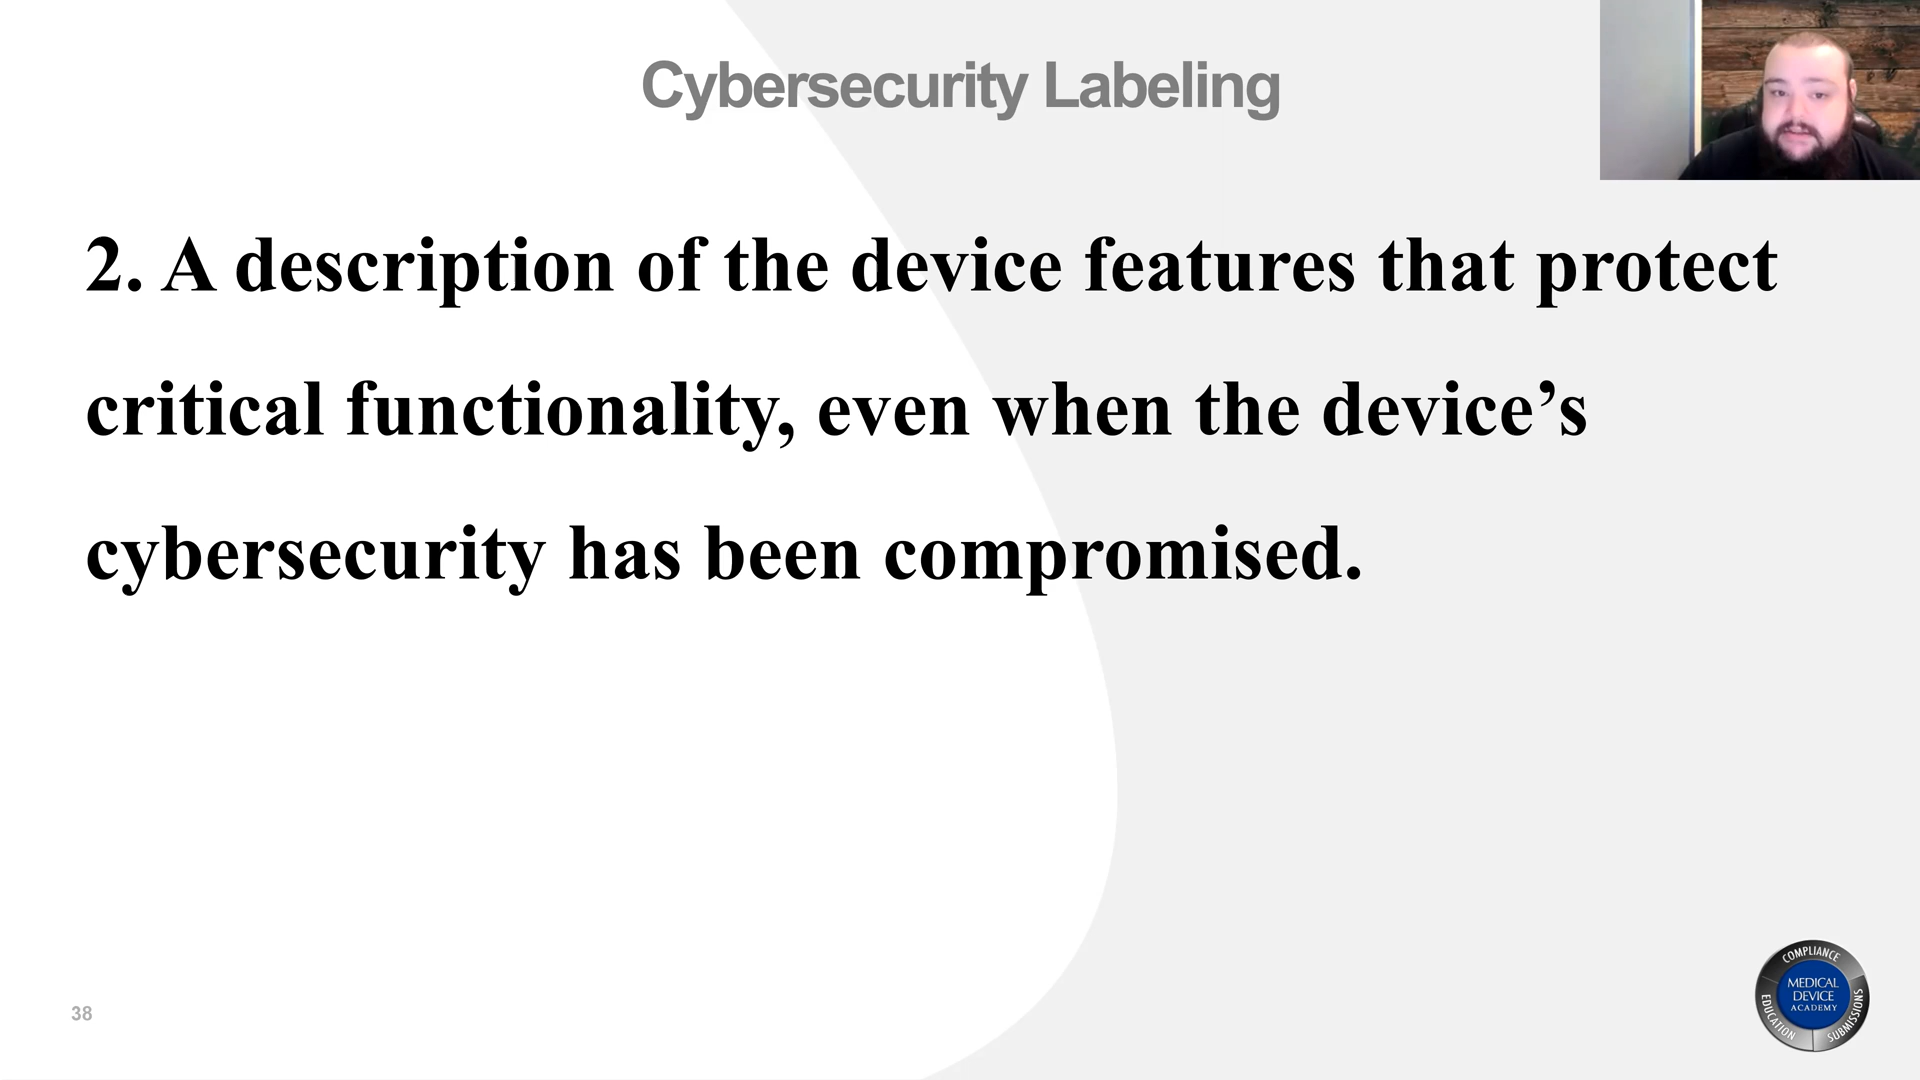 Cybersecurity Labeling
2. A description of the device features that protect
critical functionality, even when the device’s
cybersecurity has been compromised.
38
COMPLIANCE
MEDICAL
DEVICE
ACADEMY
EDUCATION
SUBMISSIONS